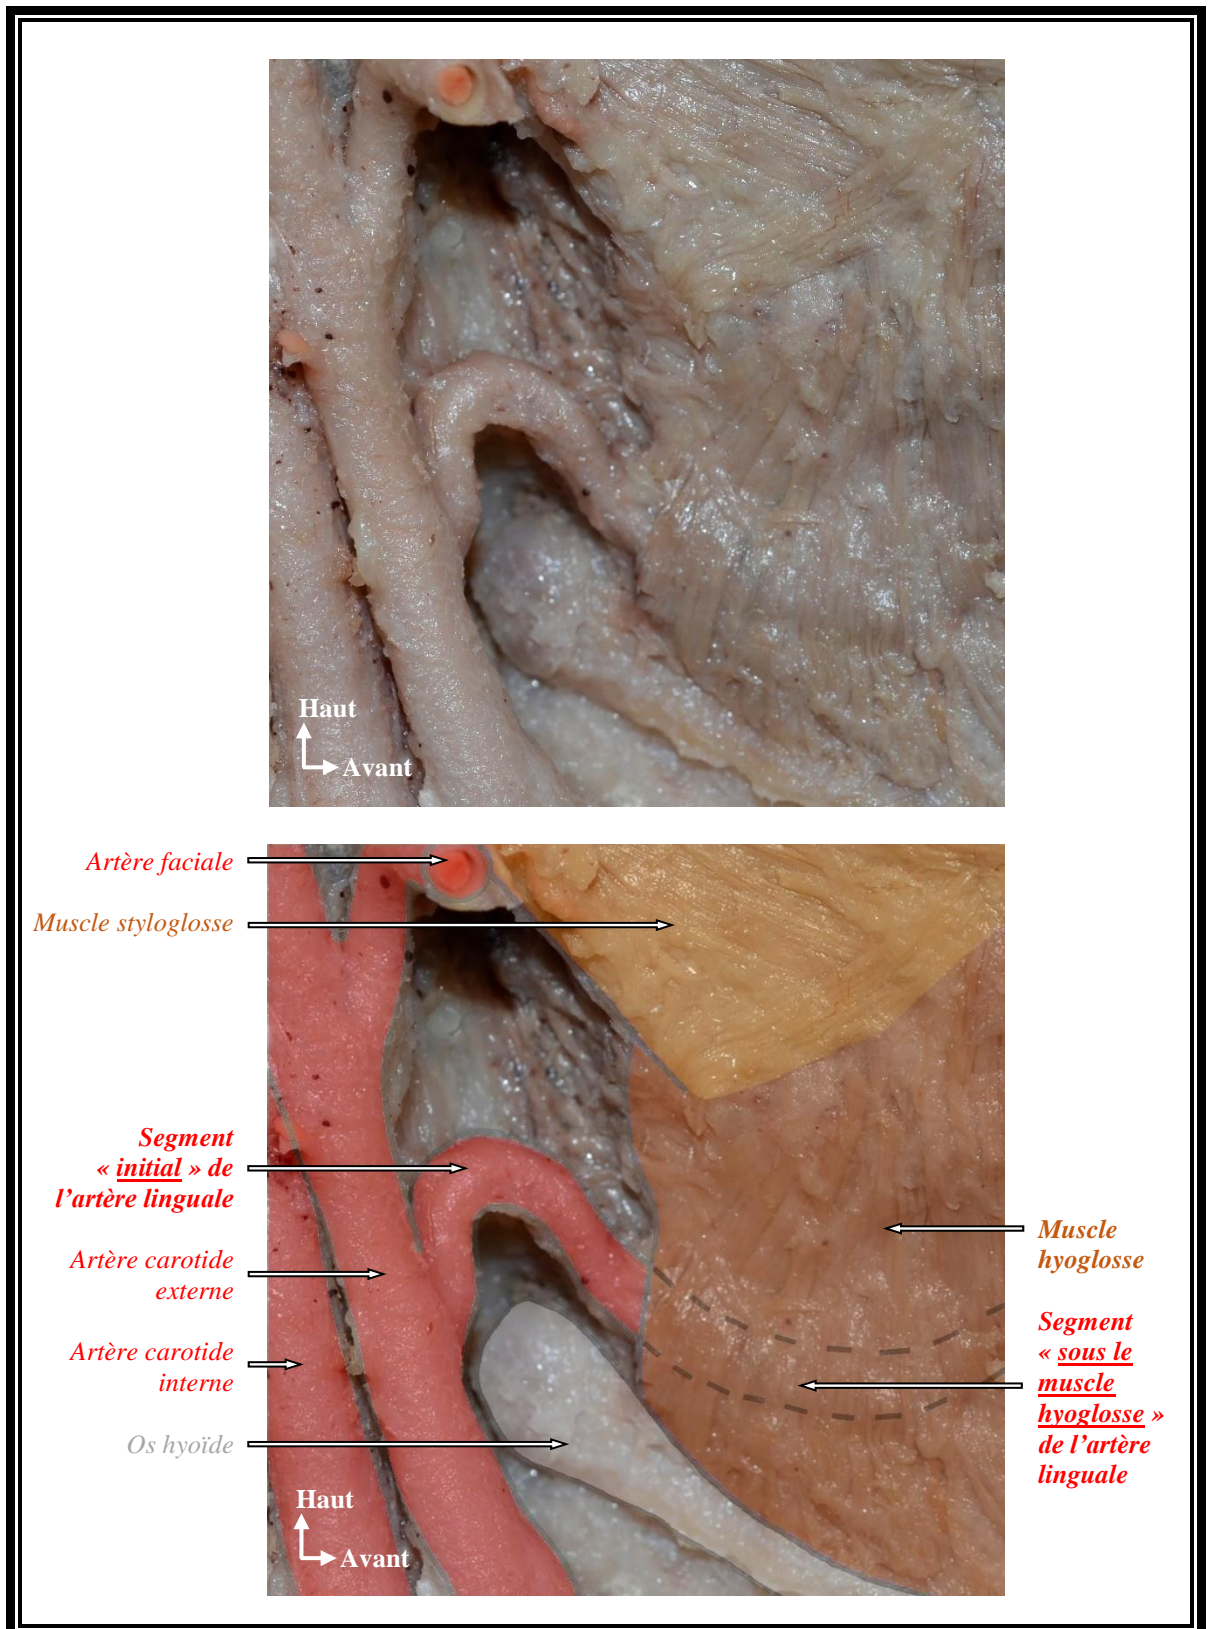 Haut
Avant
Artère faciale
Muscle styloglosse
Segment
« initial » de
l’artère linguale
Artère carotide
externe
Artère carotide
interne
Os hyoïde
Muscle
hyoglosse
Segment
« sous le
muscle
hyoglosse »
de l’artère
linguale
Haut
Avant